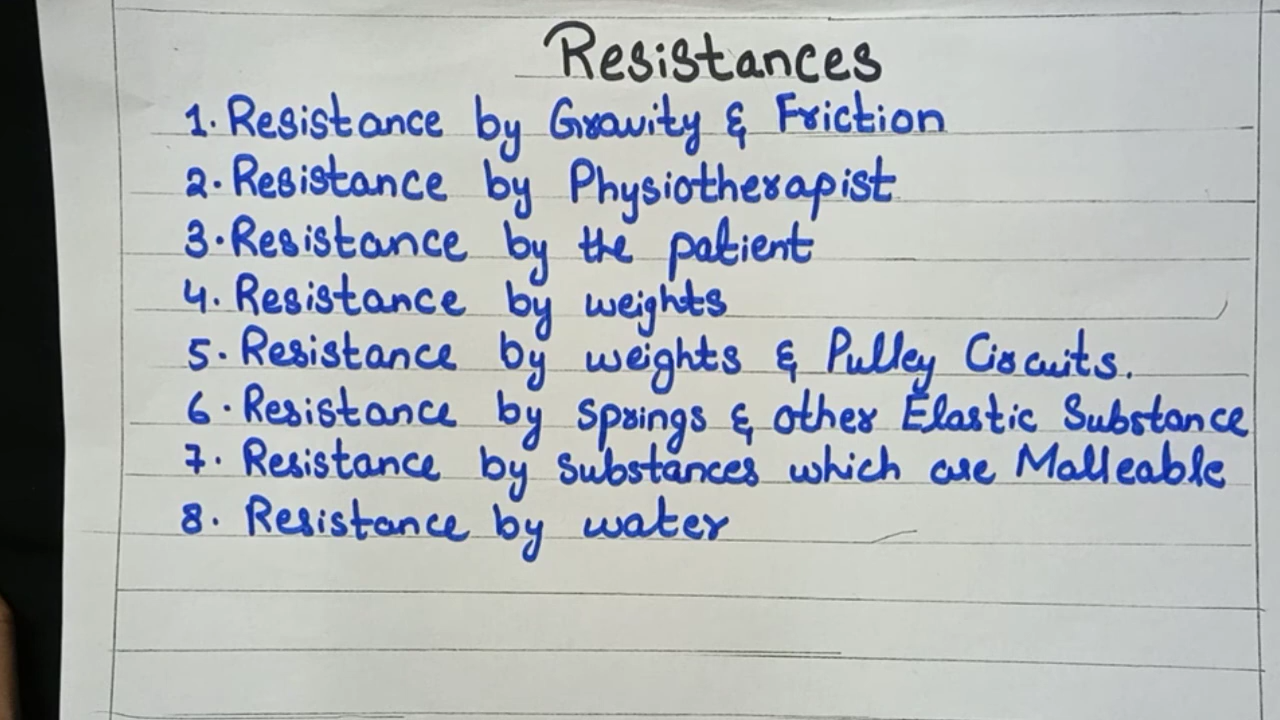 Resistances
1. Resistance by Gravity & Friction
2. Resistance by Physiotherapist
3. Resistance by the patient
4. Resistance by weights
5. Resistance by weights & Pulley Circuits.
6. Resistance by Springs & other Elastic Substance
7. Resistance by Substances which are Malleable
8. Resistance by water